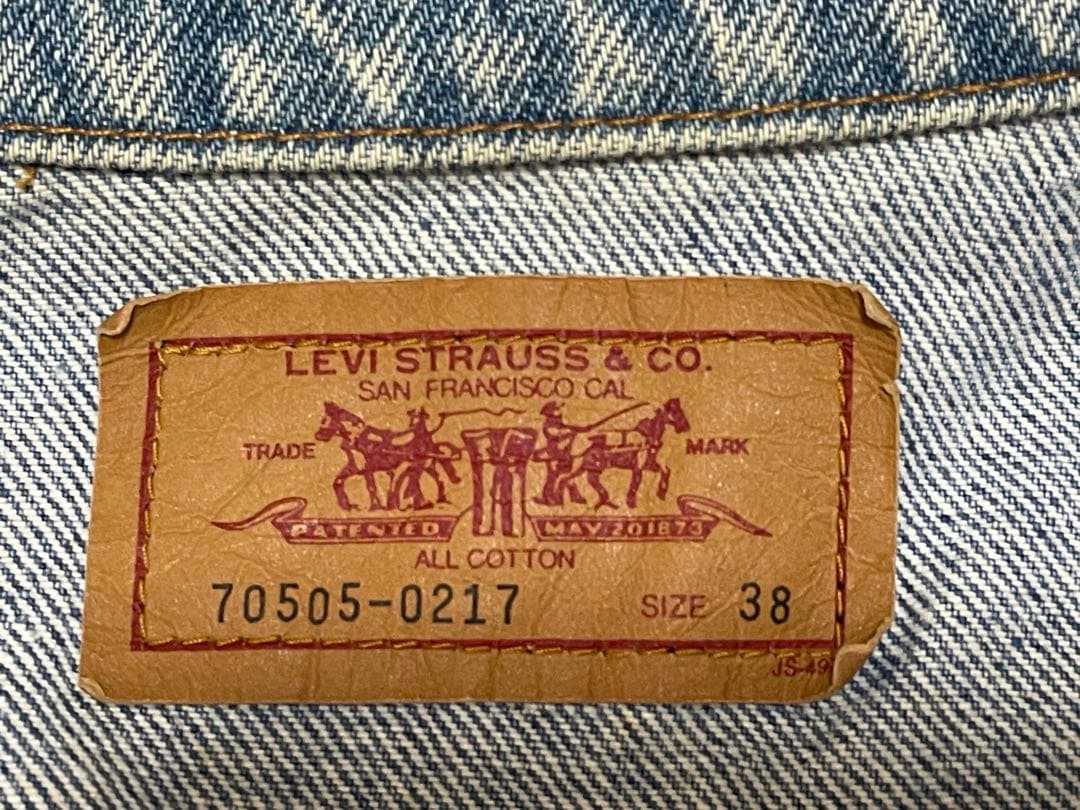 LEVI STRAUSS & CO.
SAN FRANCISCO CAL
TRADE MARK
PATENTED MAY 20 1873
ALL COTTON
70505-0217 SIZE 38
JS-49